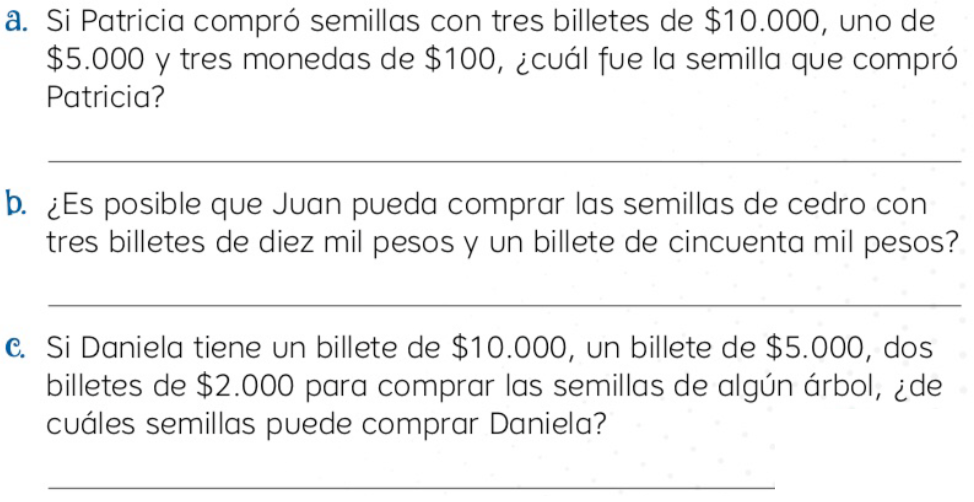 a. Si Patricia compró semillas con tres billetes de $10.000, uno de
$5.000 y tres monedas de $100, ¿cuál fue la semilla que compró
Patricia?
b. ¿Es posible que Juan pueda comprar las semillas de cedro con
tres billetes de diez mil pesos y un billete de cincuenta mil pesos?
c. Si Daniela tiene un billete de $10.000, un billete de $5.000, dos
billetes de $2.000 para comprar las semillas de algún árbol, ¿de
cuáles semillas puede comprar Daniela?